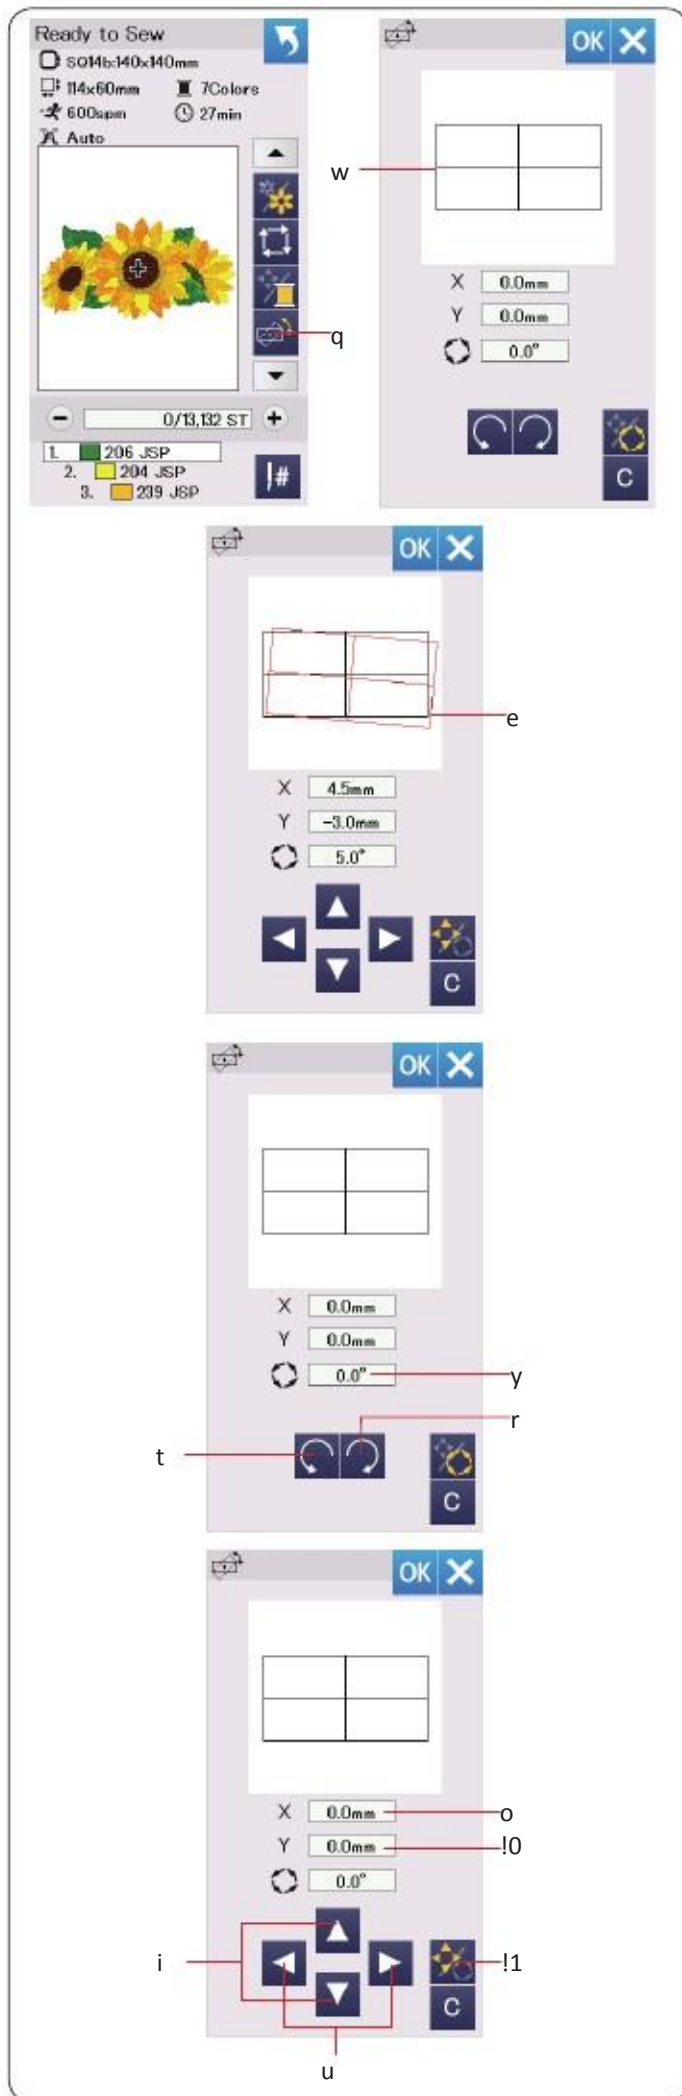 Ready to Sew
SQ14b:140x140mm
114x60mm 7Colors
600spm 27min
Auto
q
0/13,132 ST
1. 206 JSP
2. 204 JSP
3. 239 JSP
#
OK
w
X 0.0mm
Y 0.0mm
0.0°
C
OK
e
X 4.5mm
Y -3.0mm
5.0°
C
OK
X 0.0mm
Y 0.0mm
0.0° y
r
t
C
OK
X 0.0mm o
Y 0.0mm !0
0.0°
i !1
C
u